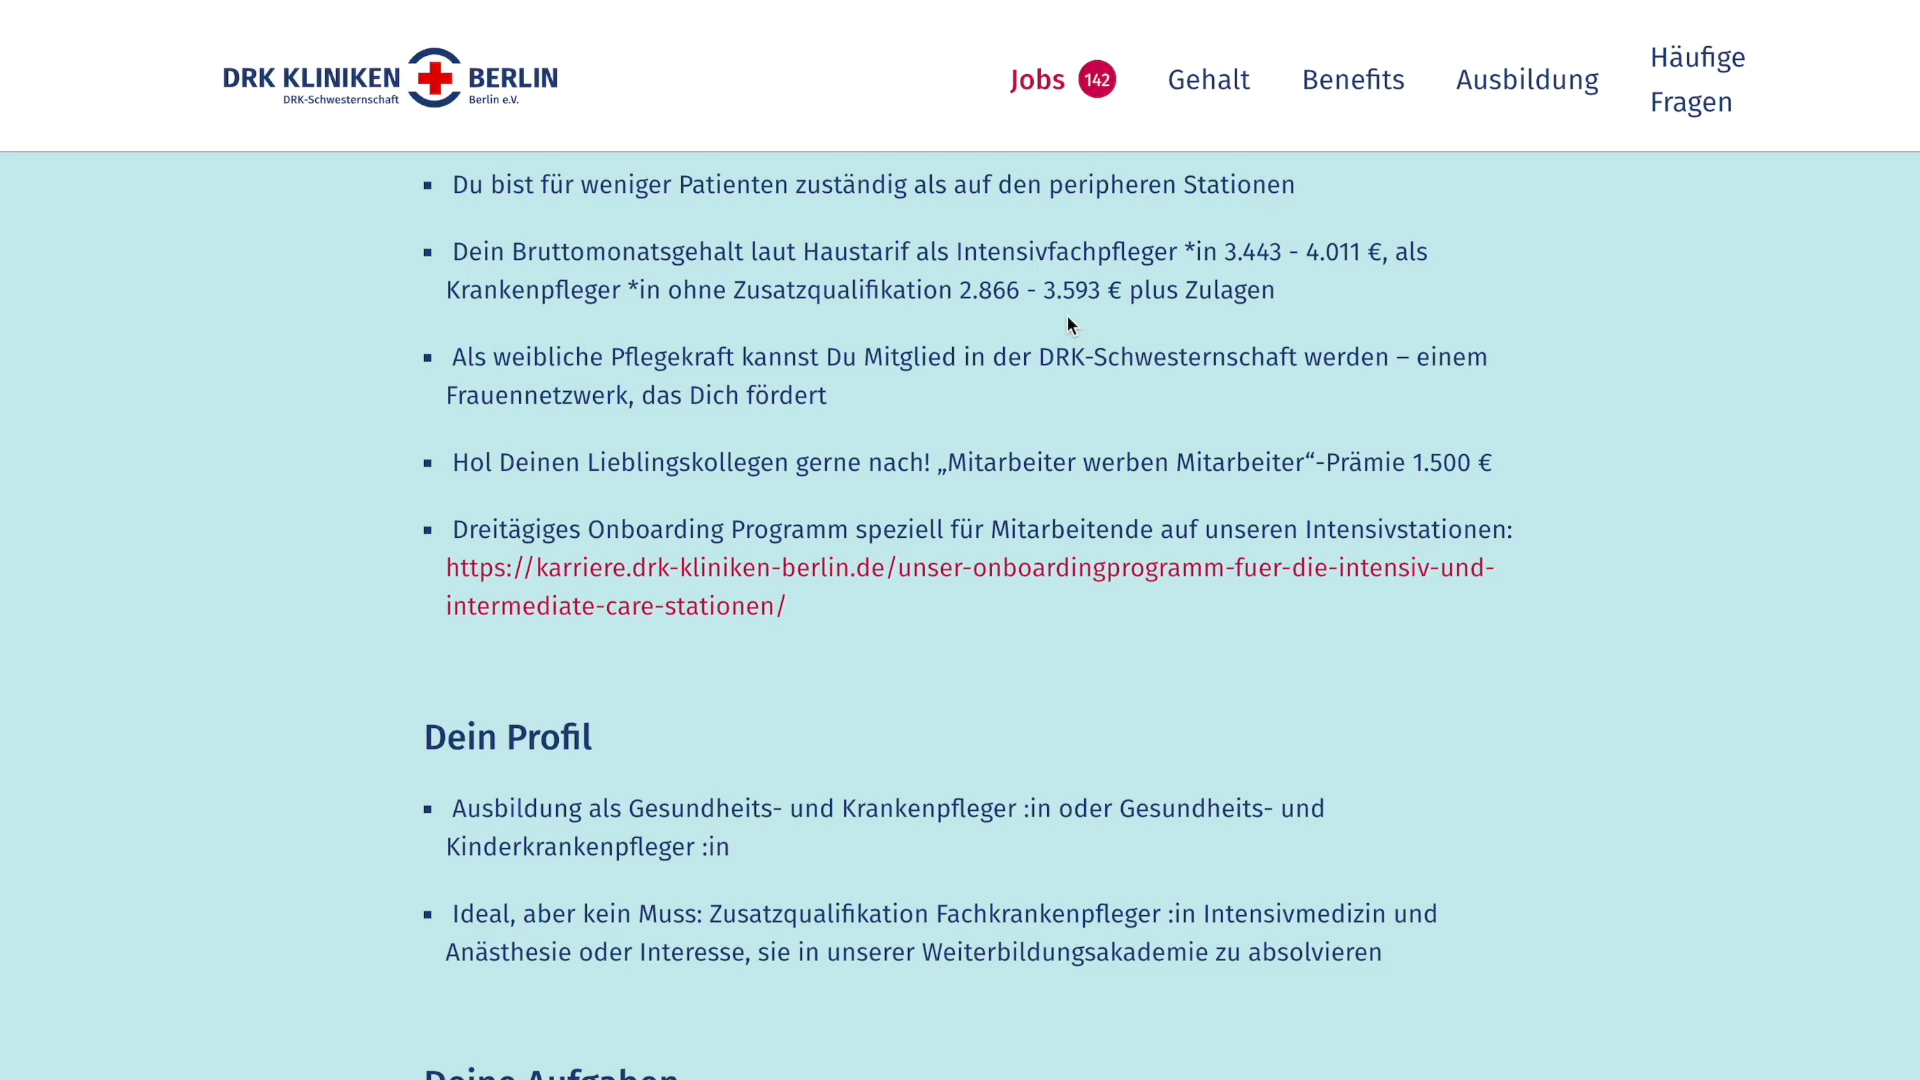 DRK KLINIKEN BERLIN
DRK-Schwesternschaft Berlin e.V.
Jobs 142 Gehalt Benefits Ausbildung Häufige
Fragen
▪ Du bist für weniger Patienten zuständig als auf den peripheren Stationen
▪ Dein Bruttomonatsgehalt laut Haustarif als Intensivfachpfleger *in 3.443 - 4.011 €, als
Krankenpfleger *in ohne Zusatzqualifikation 2.866 - 3.593 € plus Zulagen
▪ Als weibliche Pflegekraft kannst Du Mitglied in der DRK-Schwesternschaft werden – einem
Frauennetzwerk, das Dich fördert
▪ Hol Deinen Lieblingskollegen gerne nach! „Mitarbeiter werben Mitarbeiter“-Prämie 1.500 €
▪ Dreitägiges Onboarding Programm speziell für Mitarbeitende auf unseren Intensivstationen:
https://karriere.drk-kliniken-berlin.de/unser-onboardingprogramm-fuer-die-intensiv-und-
intermediate-care-stationen/
Dein Profil
▪ Ausbildung als Gesundheits- und Krankenpfleger :in oder Gesundheits- und
Kinderkrankenpfleger :in
▪ Ideal, aber kein Muss: Zusatzqualifikation Fachkrankenpfleger :in Intensivmedizin und
Anästhesie oder Interesse, sie in unserer Weiterbildungsakademie zu absolvieren
Deine Aufgaben